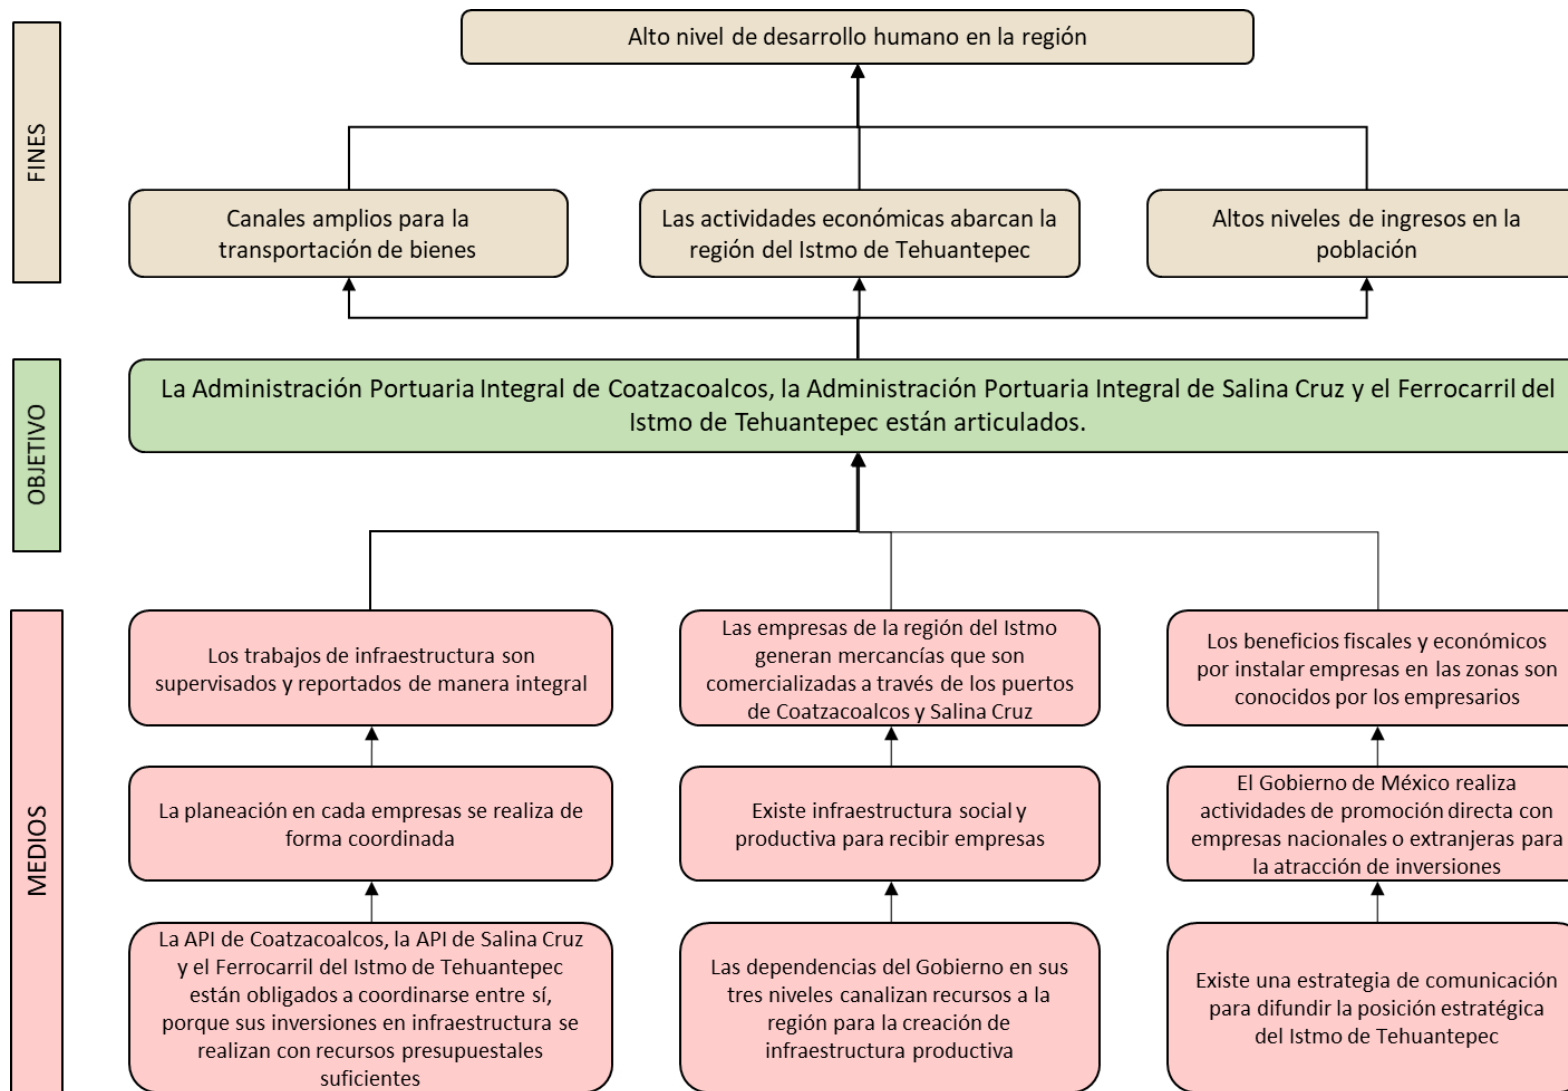 FINES
Alto nivel de desarrollo humano en la región
Canales amplios para la
transportación de bienes
Las actividades económicas abarcan la
región del Istmo de Tehuantepec
Altos niveles de ingresos en la
población
OBJETIVO
La Administración Portuaria Integral de Coatzacoalcos, la Administración Portuaria Integral de Salina Cruz y el Ferrocarril del
Istmo de Tehuantepec están articulados.
MEDIOS
Los trabajos de infraestructura son
supervisados y reportados de manera integral
Las empresas de la región del Istmo
generan mercancías que son
comercializadas a través de los puertos
de Coatzacoalcos y Salina Cruz
Los beneficios fiscales y económicos
por instalar empresas en las zonas son
conocidos por los empresarios
La planeación en cada empresas se realiza de
forma coordinada
Existe infraestructura social y
productiva para recibir empresas
El Gobierno de México realiza
actividades de promoción directa con
empresas nacionales o extranjeras para
la atracción de inversiones
La API de Coatzacoalcos, la API de Salina Cruz
y el Ferrocarril del Istmo de Tehuantepec
están obligados a coordinarse entre sí,
porque sus inversiones en infraestructura se
realizan con recursos presupuestales
suficientes
Las dependencias del Gobierno en sus
tres niveles canalizan recursos a la
región para la creación de
infraestructura productiva
Existe una estrategia de comunicación
para difundir la posición estratégica
del Istmo de Tehuantepec